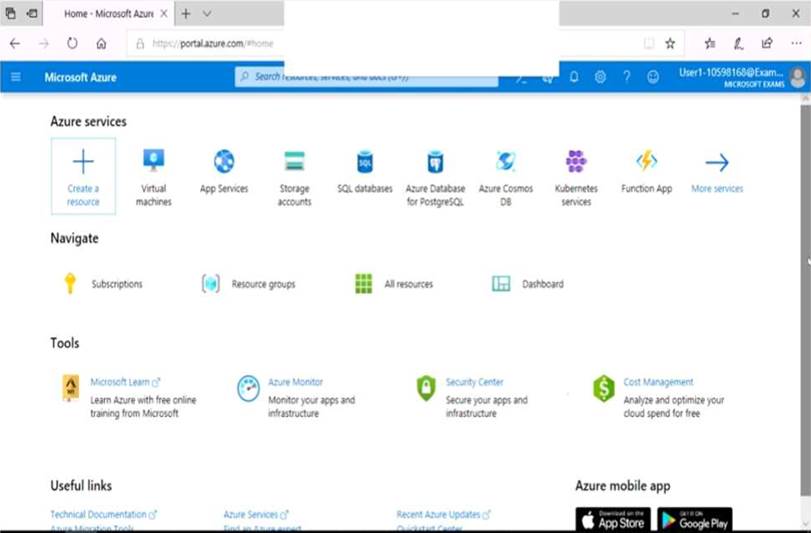 Home - Microsoft Azure
https://portal.azure.com/#home
Microsoft Azure
Search resources, services, and docs (G+/)
User1-10598168@Exam...
MICROSOFT EXAMS
Azure services
Create a resource
Virtual machines
App Services
Storage accounts
SQL databases
Azure Database for PostgreSQL
Azure Cosmos DB
Kubernetes services
Function App
More services
Navigate
Subscriptions
Resource groups
All resources
Dashboard
Tools
Microsoft Learn
Learn Azure with free online
training from Microsoft
Azure Monitor
Monitor your apps and
infrastructure
Security Center
Secure your apps and
infrastructure
Cost Management
Analyze and optimize your
cloud spend for free
Useful links
Azure mobile app
Technical Documentation
Azure Services
Recent Azure Updates
Azure Migration Tools
Find an Azure expert
Quickstart Center
Download on the
App Store
GET IT ON
Google Play